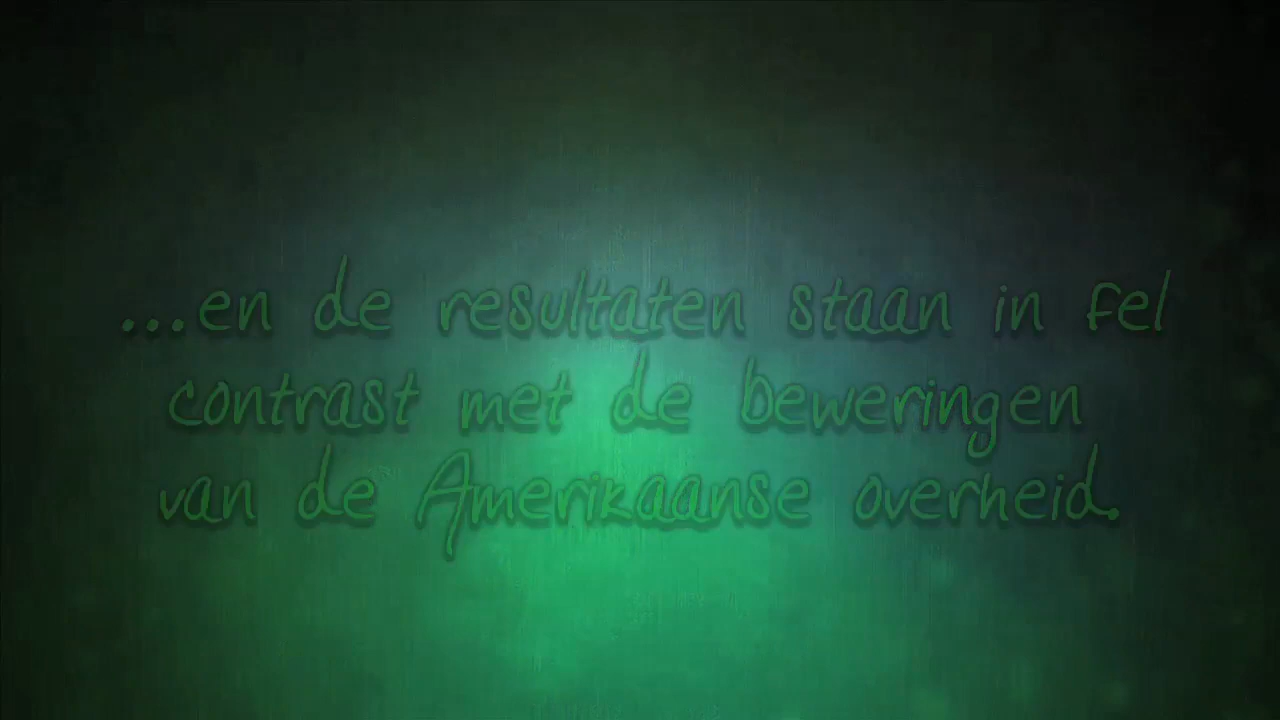 ...en de resultaten staan in fel
contrast met de beweringen
van de Amerikaanse overheid.